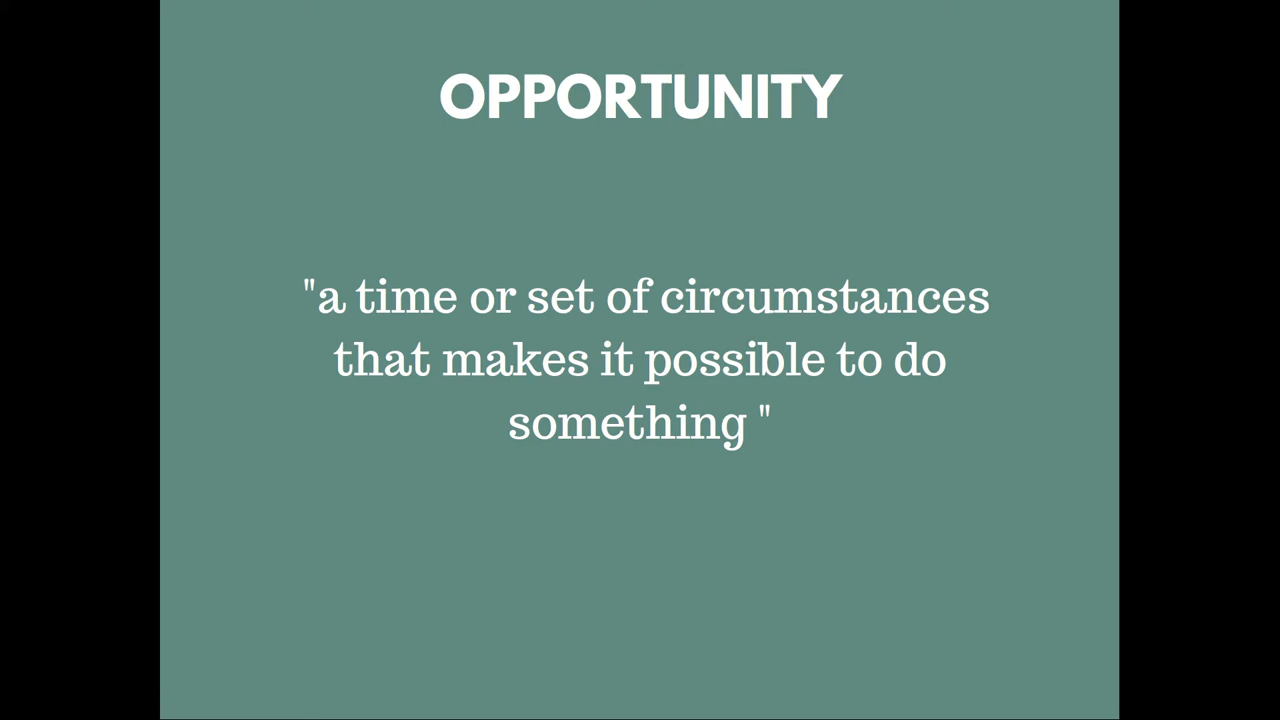 OPPORTUNITY
"a time or set of circumstances
that makes it possible to do
something "